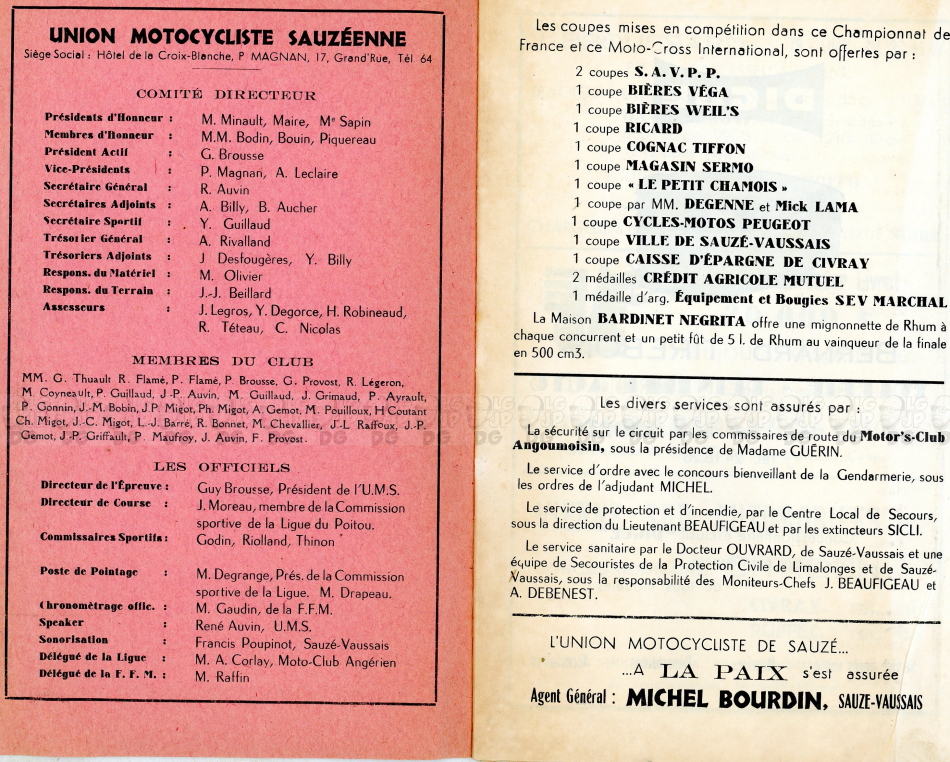 UNION MOTOCYCLISTE SAUZÉENNE
Siège Social : Hôtel de la Croix-Blanche, P MAGNAN, 17, Grand'Rue, Tél. 64
COMITÉ DIRECTEUR
Présidents d'Honneur : M. Minault, Maire, Me Sapin
Membres d'Honneur : M.M. Bodin, Bouin, Piquereau
Président Actif : G. Brousse
Vice-Présidents : P. Magnan, A. Leclaire
Secrétaire Général : R. Auvin
Secrétaires Adjoints : A. Billy, B. Aucher
Secrétaire Sportif : Y. Guillaud
Trésorier Général : A. Rivalland
Trésoriers Adjoints : J Desfougères, Y. Billy
Respons. du Matériel : M. Olivier
Respons. du Terrain : J.-J. Beillard
Assesseurs : J. Legros, Y. Degorce, H. Robineaud,
R. Téteau, C. Nicolas
MEMBRES DU CLUB
MM. G. Thuault R. Flamé, P. Flamé, P. Brousse, G. Provost, R. Légeron,
M Coyneault, P. Guillaud, J.-P. Auvin, M. Guillaud, J. Grimaud, P. Ayrault,
P. Gonnin, J.-M. Bobin, J.P. Migot, Ph. Migot, A. Gemot, M. Pouilloux, H Coutant
Ch. Migot, J.-C. Migot, L.-J. Barré, R. Bonnet, M. Chevallier, J.-L Raffoux, J.-P.
Gemot, J.-P. Griffault, P. Maufroy, J. Auvin, F. Provost.
LES OFFICIELS
Directeur de l'Épreuve : Guy Brousse, Président de l'U.M.S.
Directeur de Course : J. Moreau, membre de la Commission
sportive de la Ligue du Poitou.
Commissaires Sportifs : Godin, Riolland, Thinon
Poste de Pointage : M. Degrange, Prés. de la Commission
sportive de la Ligue. M. Drapeau.
Chronométrage offic. : M. Gaudin, de la F.F.M.
Speaker : René Auvin, U.M.S.
Sonorisation : Francis Poupinot, Sauzé-Vaussais
Délégué de la Ligue : M. A. Corlay, Moto-Club Angérien
Délégué de la F. F. M. : M. Raffin
Les coupes mises en compétition dans ce Championnat de
France et ce Moto-Cross International, sont offertes par :
2 coupes S. A. V. P. P.
1 coupe BIÈRES VÉGA
1 coupe BIÈRES WEIL'S
1 coupe RICARD
1 coupe COGNAC TIFFON
1 coupe MAGASIN SERMO
1 coupe « LE PETIT CHAMOIS »
1 coupe par MM. DEGENNE et Mick LAMA
1 coupe CYCLES-MOTOS PEUGEOT
1 coupe VILLE DE SAUZÉ-VAUSSAIS
1 coupe CAISSE D'ÉPARGNE DE CIVRAY
2 médailles CRÉDIT AGRICOLE MUTUEL
1 médaille d'arg. Équipement et Bougies SEV MARCHAL
La Maison BARDINET NEGRITA offre une mignonnette de Rhum à
chaque concurrent et un petit fût de 5 l. de Rhum au vainqueur de la finale
en 500 cm3.
Les divers services sont assurés par :
La sécurité sur le circuit par les commissaires de route du Motor's-Club
Angoumoisin, sous la présidence de Madame GUÉRIN.
Le service d'ordre avec le concours bienveillant de la Gendarmerie, sous
les ordres de l'adjudant MICHEL.
Le service de protection et d'incendie, par le Centre Local de Secours,
sous la direction du Lieutenant BEAUFIGEAU et par les extincteurs SICLI.
Le service sanitaire par le Docteur OUVRARD, de Sauzé-Vaussais et une
équipe de Secouristes de la Protection Civile de Limalonges et de Sauzé-
Vaussais, sous la responsabilité des Moniteurs-Chefs J. BEAUFIGEAU et
A. DEBENEST.
L'UNION MOTOCYCLISTE DE SAUZÉ...
...A LA PAIX s'est assurée
Agent Général : MICHEL BOURDIN, SAUZE-VAUSSAIS